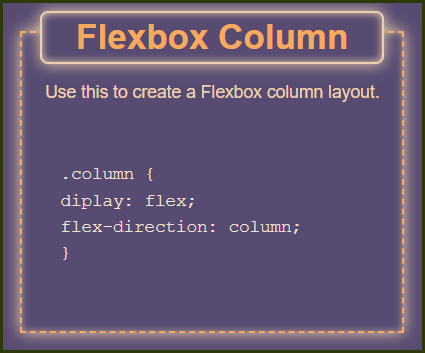 Flexbox Column
Use this to create a Flexbox column layout.
.column {
diplay: flex;
flex-direction: column;
}